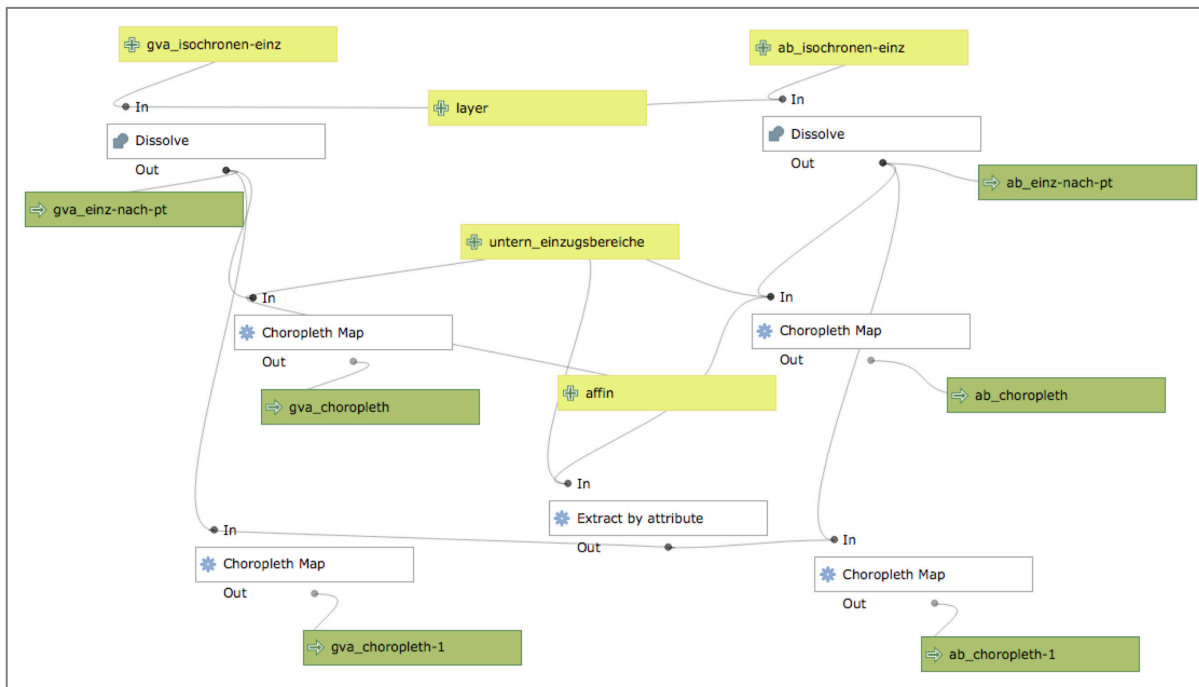 gva_isochronen-einz
ab_isochronen-einz
In
layer
In
Dissolve
Dissolve
Out
Out
gva_einz-nach-pt
ab_einz-nach-pt
untern_einzugsbereiche
In
In
Choropleth Map
Choropleth Map
Out
Out
gva_choropleth
affin
ab_choropleth
In
Extract by attribute
In
Out
In
Choropleth Map
Choropleth Map
Out
Out
gva_choropleth-1
ab_choropleth-1